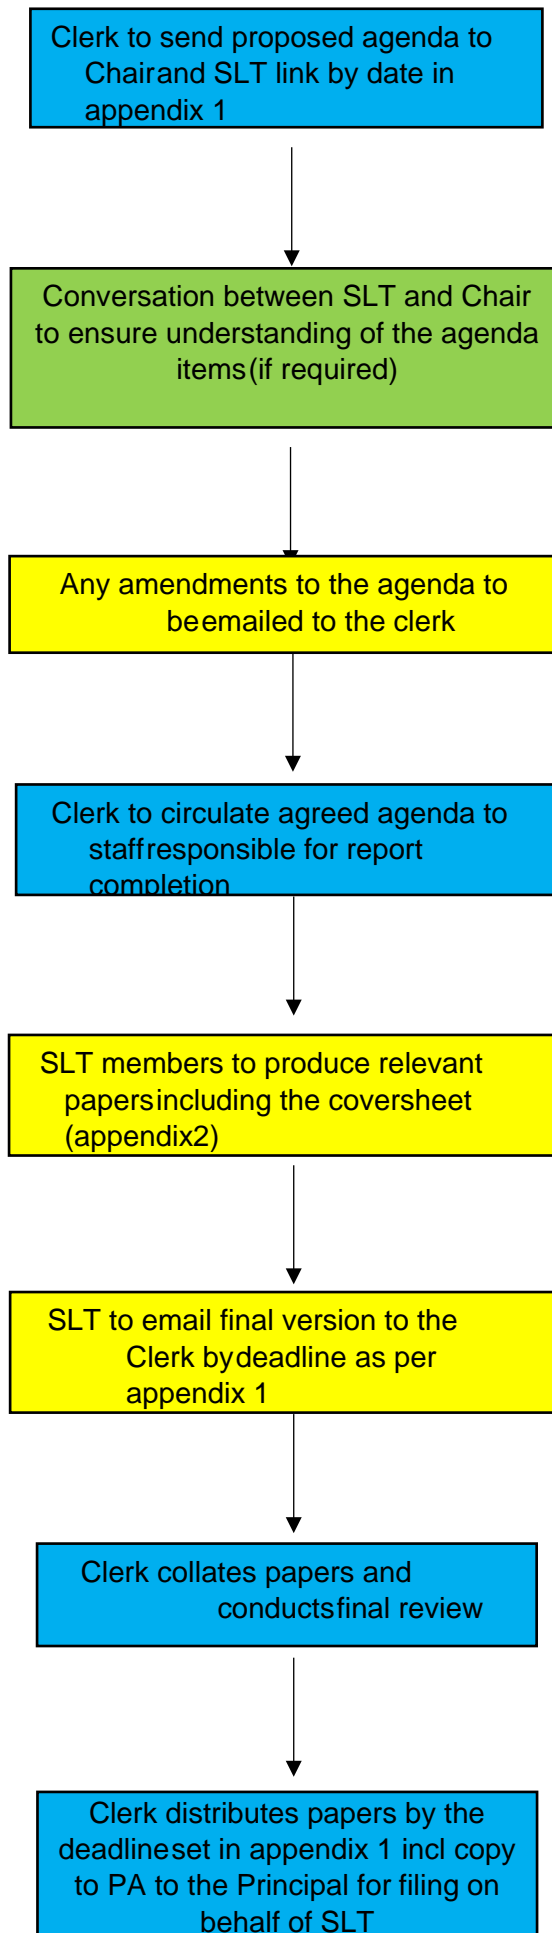 Clerk to send proposed agenda to
Chairand SLT link by date in
appendix 1
Conversation between SLT and Chair
to ensure understanding of the agenda
items(if required)
Any amendments to the agenda to
beemailed to the clerk
Clerk to circulate agreed agenda to
staffresponsible for report
completion
SLT members to produce relevant
papersincluding the coversheet
(appendix2)
SLT to email final version to the
Clerk bydeadline as per
appendix 1
Clerk collates papers and
conductsfinal review
Clerk distributes papers by the
deadlineset in appendix 1 incl copy
to PA to the Principal for filing on
behalf of SLT